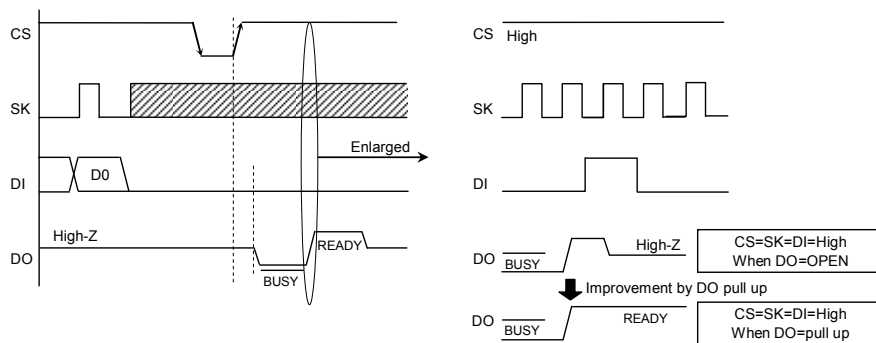 CS
SK
DI
D0
High-Z
DO
BUSY
READY
Enlarged
CS High
SK
DI
DO
BUSY
High-Z
CS=SK=DI=High
When DO=OPEN
Improvement by DO pull up
DO
BUSY
READY
CS=SK=DI=High
When DO=pull up